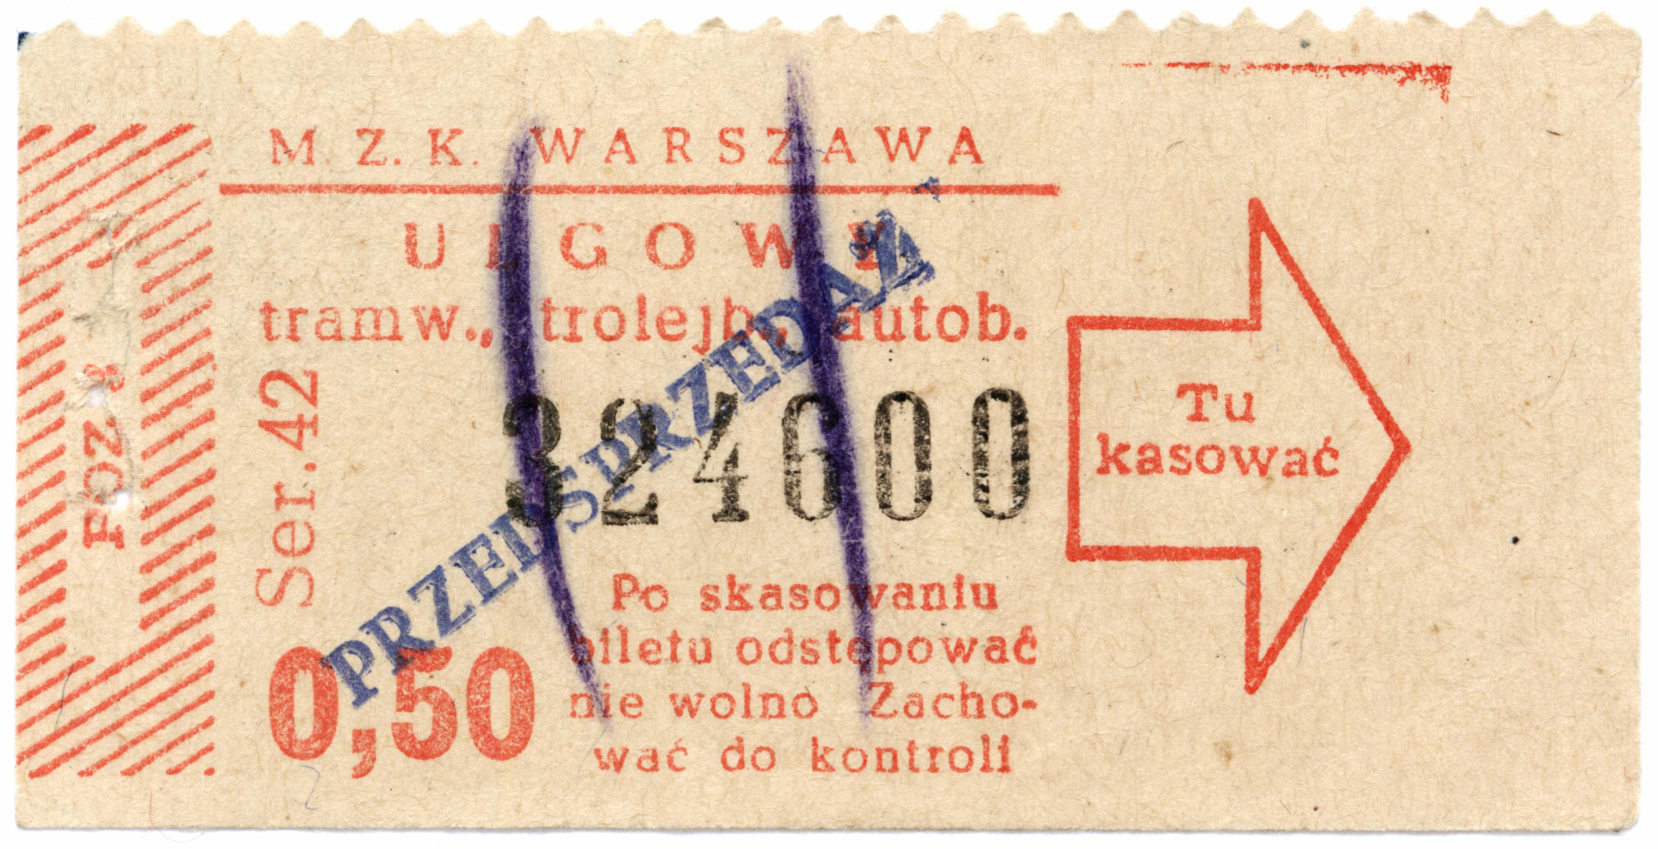 M. Z. K. WARSZAWA
ULGOWY
tramw., trolejb., autob.
Ser. 42
324600
PRZEDSPRZEDAŻ
0,50
Po skasowaniu
biletu odstępować
nie wolno Zacho-
wać do kontroli
Tu
kasować